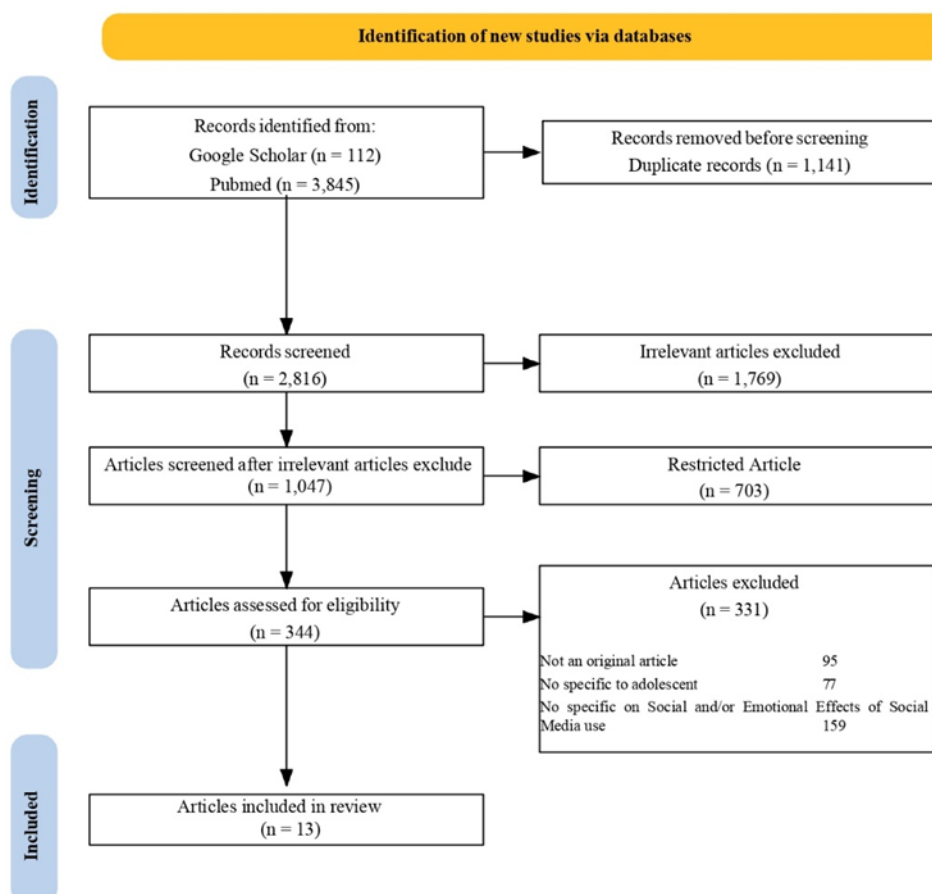 Identification of new studies via databases
Identification
Records identified from:
Google Scholar (n = 112)
Pubmed (n = 3,845)
Records removed before screening
Duplicate records (n = 1,141)
Screening
Records screened
(n = 2,816)
Irrelevant articles excluded
(n = 1,769)
Articles screened after irrelevant articles exclude
(n = 1,047)
Restricted Article
(n = 703)
Articles assessed for eligibility
(n = 344)
Articles excluded
(n = 331)
Not an original article 95
No specific to adolescent 77
No specific on Social and/or Emotional Effects of Social
Media use 159
Included
Articles included in review
(n = 13)